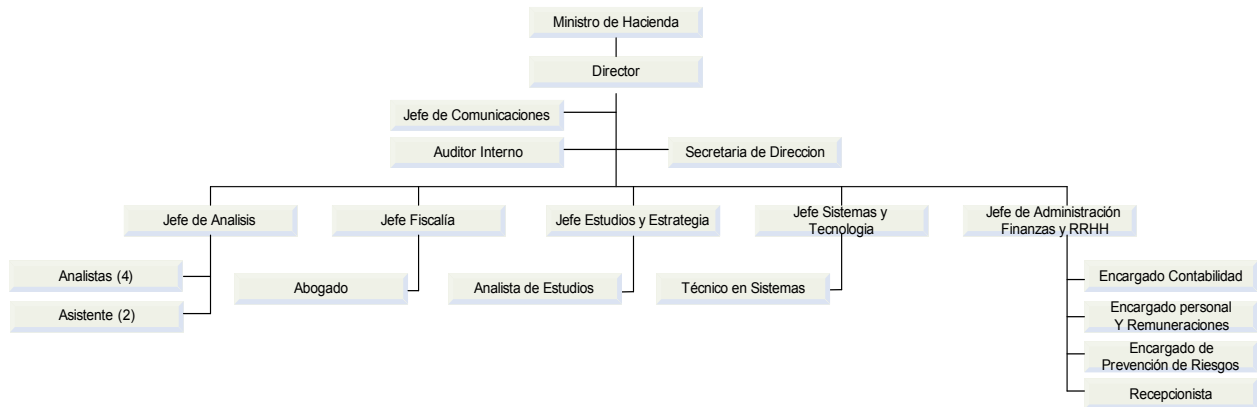 Ministro de Hacienda
Director
Jefe de Comunicaciones
Auditor Interno
Secretaria de Direccion
Jefe de Analisis
Jefe Fiscalía
Jefe Estudios y Estrategia
Jefe Sistemas y
Tecnologia
Jefe de Administración
Finanzas y RRHH
Analistas (4)
Asistente (2)
Abogado
Analista de Estudios
Técnico en Sistemas
Encargado Contabilidad
Encargado personal
Y Remuneraciones
Encargado de
Prevención de Riesgos
Recepcionista